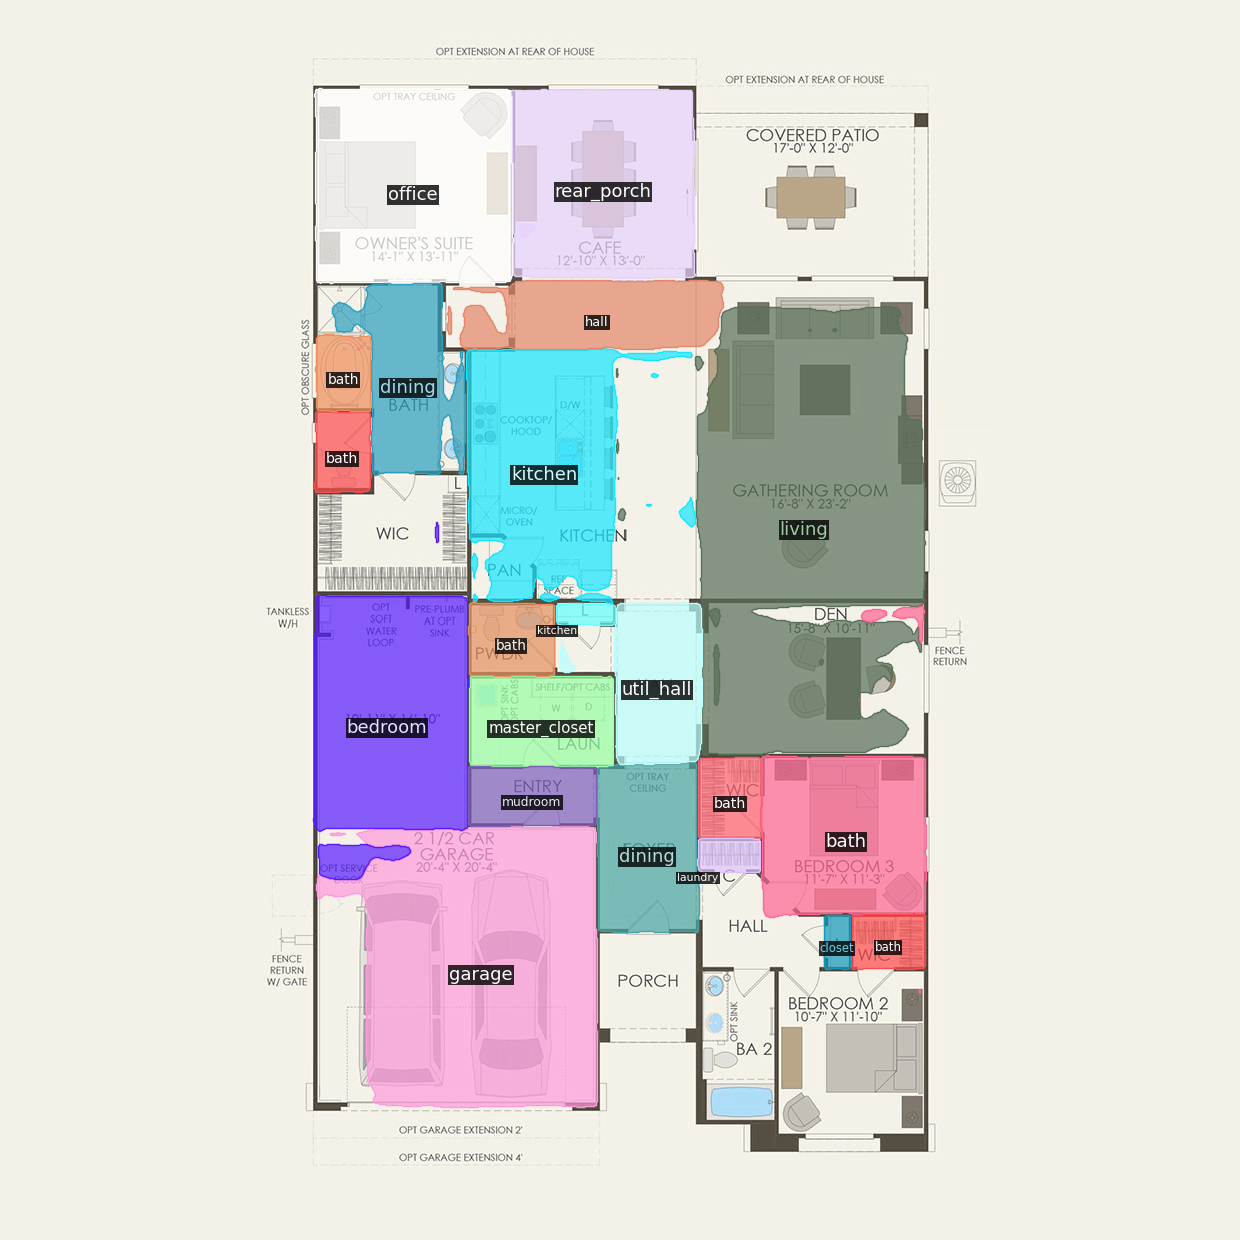 OPT EXTENSION AT REAR OF HOUSE
OPT EXTENSION AT REAR OF HOUSE
OPT TRAY CEILING
COVERED PATIO
17'-0" X 12'-0"
office
rear_porch
OWNER'S SUITE
14'-1" X 13'-11"
CAFE
12'-10" X 13'-0"
hall
OPT OBSCURE GLASS
bath
dining
BATH
D/W
COOKTOP/
HOOD
bath
kitchen
L
GATHERING ROOM
16'-8" X 23'-2"
MICRO/
OVEN
WIC
KITCHEN
living
PAN
REF
SPACE
TANKLESS
W/H
OPT
SOFT
WATER
LOOP
PRE-PLUMB
AT OPT
SINK
L
DEN
15'-8" X 10'-11"
kitchen
bath
PWDR
FENCE
RETURN
util_hall
SHELF/OPT CABS
OPT SINK
OPT CABS
W
D
bedroom
master_closet
LAUN
OPT TRAY
CEILING
ENTRY
mudroom
WIC
bath
2 1/2 CAR
GARAGE
20'-4" X 20'-4"
dining
bath
BEDROOM 3
11'-7" X 11'-3"
OPT SERVICE
laundry
C
HALL
closet
bath
WIC
FENCE
RETURN
W/ GATE
garage
PORCH
BEDROOM 2
10'-7" X 11'-10"
OPT SINK
BA 2
OPT GARAGE EXTENSION 2'
OPT GARAGE EXTENSION 4'